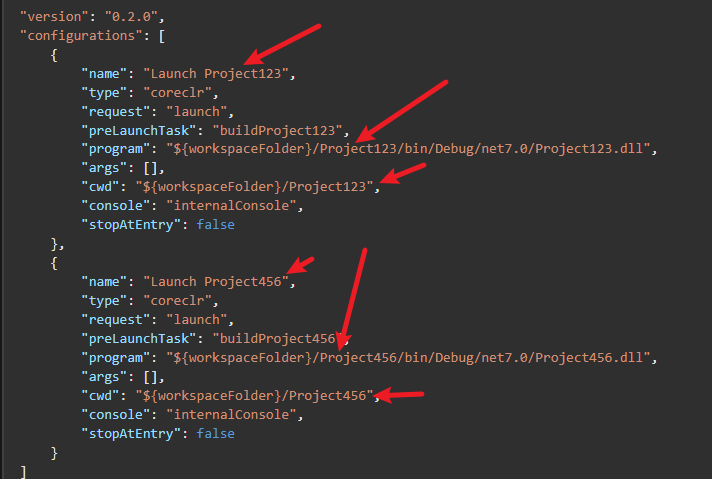 "version": "0.2.0",
"configurations": [
{
"name": "Launch Project123",
"type": "coreclr",
"request": "launch",
"preLaunchTask": "buildProject123",
"program": "${workspaceFolder}/Project123/bin/Debug/net7.0/Project123.dll",
"args": [],
"cwd": "${workspaceFolder}/Project123",
"console": "internalConsole",
"stopAtEntry": false
},
{
"name": "Launch Project456",
"type": "coreclr",
"request": "launch",
"preLaunchTask": "buildProject456",
"program": "${workspaceFolder}/Project456/bin/Debug/net7.0/Project456.dll",
"args": [],
"cwd": "${workspaceFolder}/Project456",
"console": "internalConsole",
"stopAtEntry": false
}
]